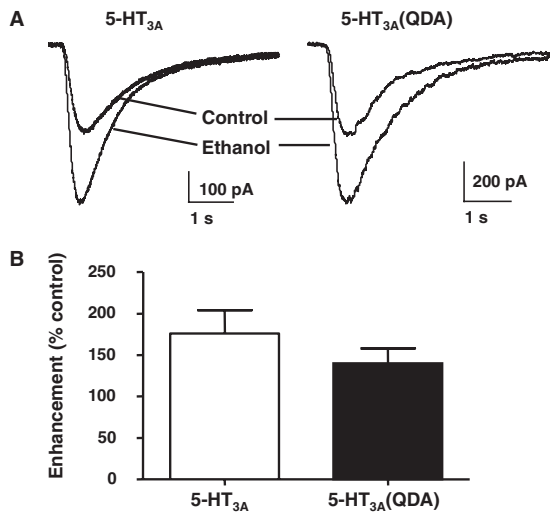 A
5-HT3A
5-HT3A(QDA)
Control
Ethanol
100 pA
1 s
200 pA
1 s
B
Enhancement (% control)
250
200
150
100
50
0
5-HT3A
5-HT3A(QDA)